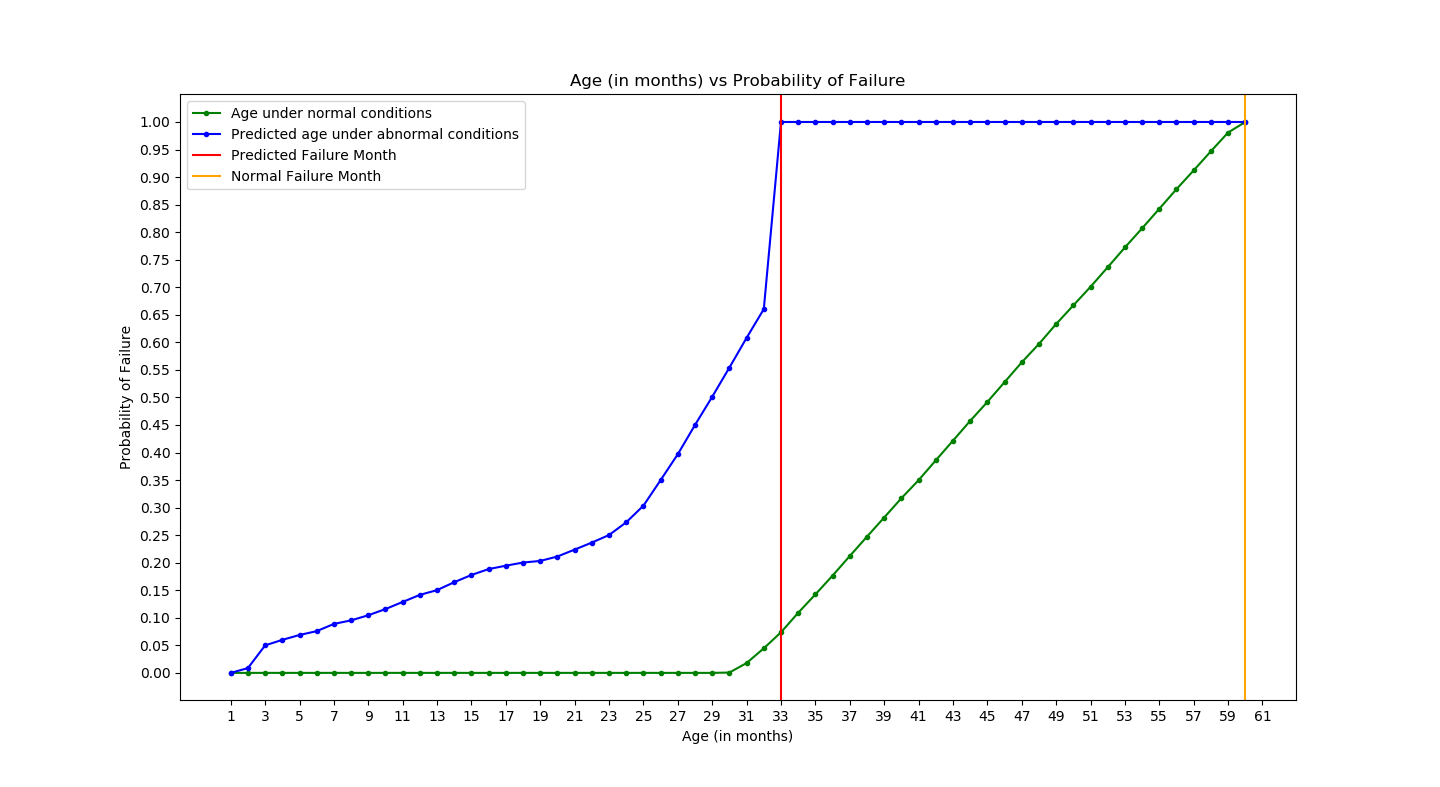 Age (in months) vs Probability of Failure
Age under normal conditions
Predicted age under abnormal conditions
Predicted Failure Month
Normal Failure Month
1.00
0.95
0.90
0.85
0.80
0.75
0.70
0.65
0.60
0.55
0.50
0.45
0.40
0.35
0.30
0.25
0.20
0.15
0.10
0.05
0.00
Probability of Failure
1 3 5 7 9 11 13 15 17 19 21 23 25 27 29 31 33 35 37 39 41 43 45 47 49 51 53 55 57 59 61
Age (in months)